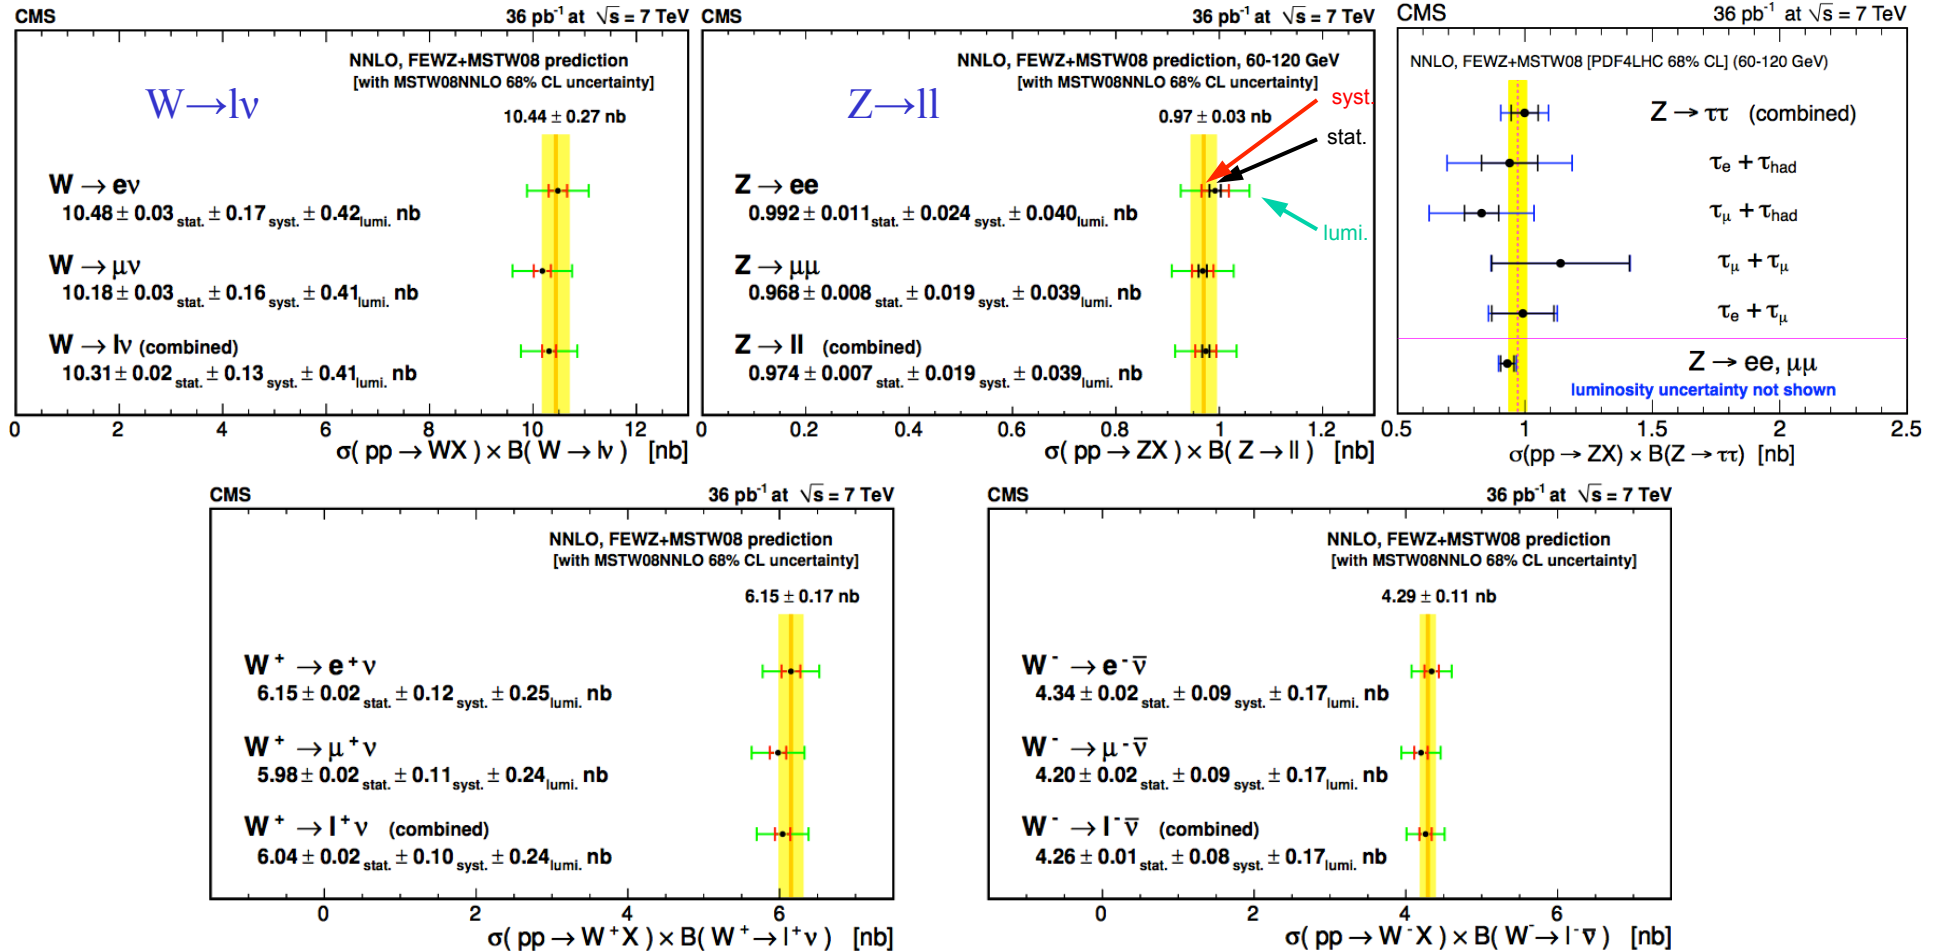 CMS 36 pb⁻¹ at √s = 7 TeV
NNLO, FEWZ+MSTW08 prediction
[with MSTW08NNLO 68% CL uncertainty]
W→lν
10.44 ± 0.27 nb
W → eν
10.48 ± 0.03 stat. ± 0.17 syst. ± 0.42 lumi. nb
W → μν
10.18 ± 0.03 stat. ± 0.16 syst. ± 0.41 lumi. nb
W → lν (combined)
10.31 ± 0.02 stat. ± 0.13 syst. ± 0.41 lumi. nb
0 2 4 6 8 10 12
σ( pp → WX ) × B( W → lν ) [nb]
CMS 36 pb⁻¹ at √s = 7 TeV
NNLO, FEWZ+MSTW08 prediction, 60-120 GeV
[with MSTW08NNLO 68% CL uncertainty]
Z→ll
syst.
0.97 ± 0.03 nb
stat.
Z → ee
0.992 ± 0.011 stat. ± 0.024 syst. ± 0.040 lumi. nb
lumi.
Z → μμ
0.968 ± 0.008 stat. ± 0.019 syst. ± 0.039 lumi. nb
Z → ll (combined)
0.974 ± 0.007 stat. ± 0.019 syst. ± 0.039 lumi. nb
0 0.2 0.4 0.6 0.8 1 1.2
σ( pp → ZX ) × B( Z → ll ) [nb]
CMS 36 pb⁻¹ at √s = 7 TeV
NNLO, FEWZ+MSTW08 [PDF4LHC 68% CL] (60-120 GeV)
Z → ττ (combined)
τe + τhad
τμ + τhad
τμ + τμ
τe + τμ
Z → ee, μμ
luminosity uncertainty not shown
0.5 1 1.5 2 2.5
σ(pp → ZX) × B(Z → ττ) [nb]
CMS 36 pb⁻¹ at √s = 7 TeV
NNLO, FEWZ+MSTW08 prediction
[with MSTW08NNLO 68% CL uncertainty]
6.15 ± 0.17 nb
W⁺ → e⁺ν
6.15 ± 0.02 stat. ± 0.12 syst. ± 0.25 lumi. nb
W⁺ → μ⁺ν
5.98 ± 0.02 stat. ± 0.11 syst. ± 0.24 lumi. nb
W⁺ → l⁺ν (combined)
6.04 ± 0.02 stat. ± 0.10 syst. ± 0.24 lumi. nb
0 2 4 6
σ( pp → W⁺X ) × B( W⁺ → l⁺ν ) [nb]
CMS 36 pb⁻¹ at √s = 7 TeV
NNLO, FEWZ+MSTW08 prediction
[with MSTW08NNLO 68% CL uncertainty]
4.29 ± 0.11 nb
W⁻ → e⁻ν̅
4.34 ± 0.02 stat. ± 0.09 syst. ± 0.17 lumi. nb
W⁻ → μ⁻ν̅
4.20 ± 0.02 stat. ± 0.09 syst. ± 0.17 lumi. nb
W⁻ → l⁻ν̅ (combined)
4.26 ± 0.01 stat. ± 0.08 syst. ± 0.17 lumi. nb
0 2 4 6
σ( pp → W⁻X ) × B( W⁻ → l⁻ν̅ ) [nb]